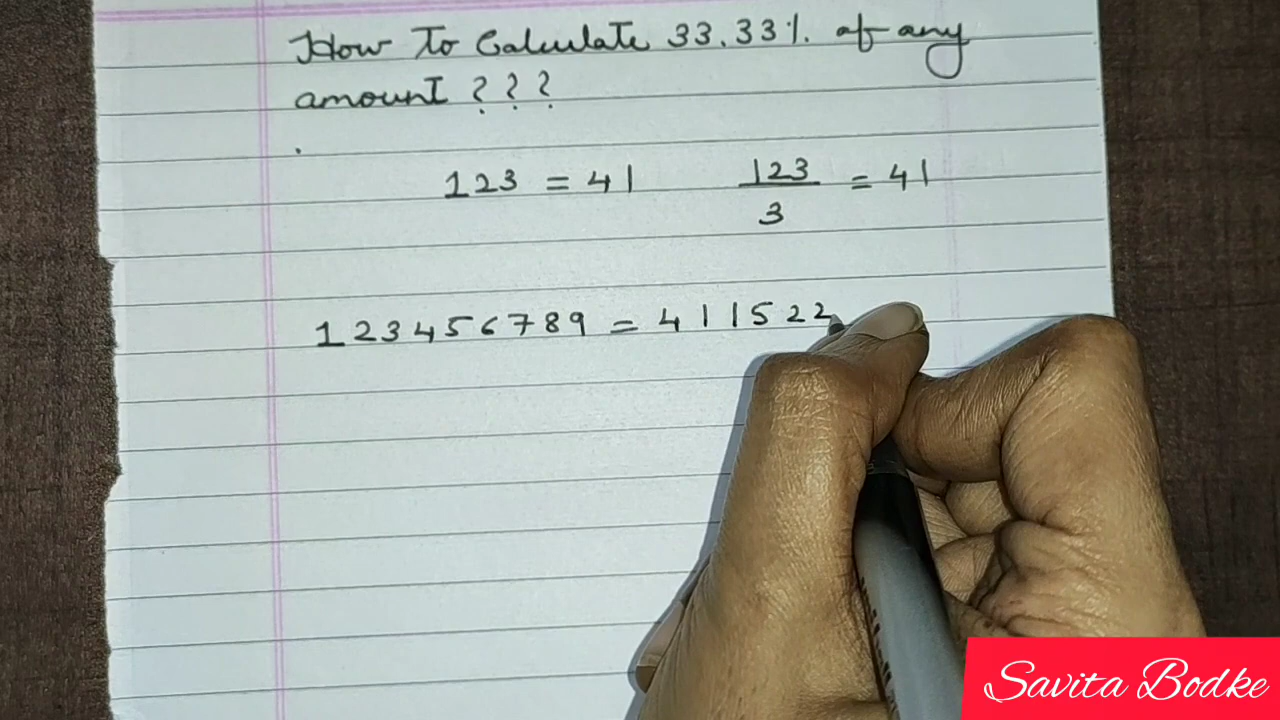 How To Calculate 33.33% of any
amount ? ? ?
.
123 = 41 123/3 = 41
123456789 = 411522
Savita Bodke